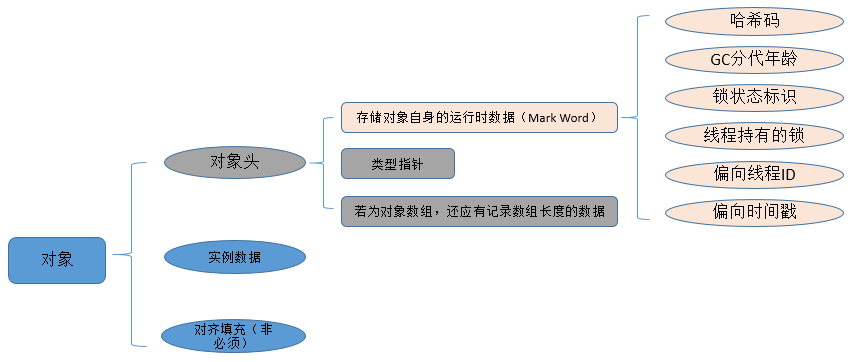 对象
对象头
存储对象自身的运行时数据（Mark Word）
哈希码
GC分代年龄
锁状态标识
线程持有的锁
偏向线程ID
偏向时间戳
类型指针
若为对象数组，还应有记录数组长度的数据
实例数据
对齐填充（非
必须）